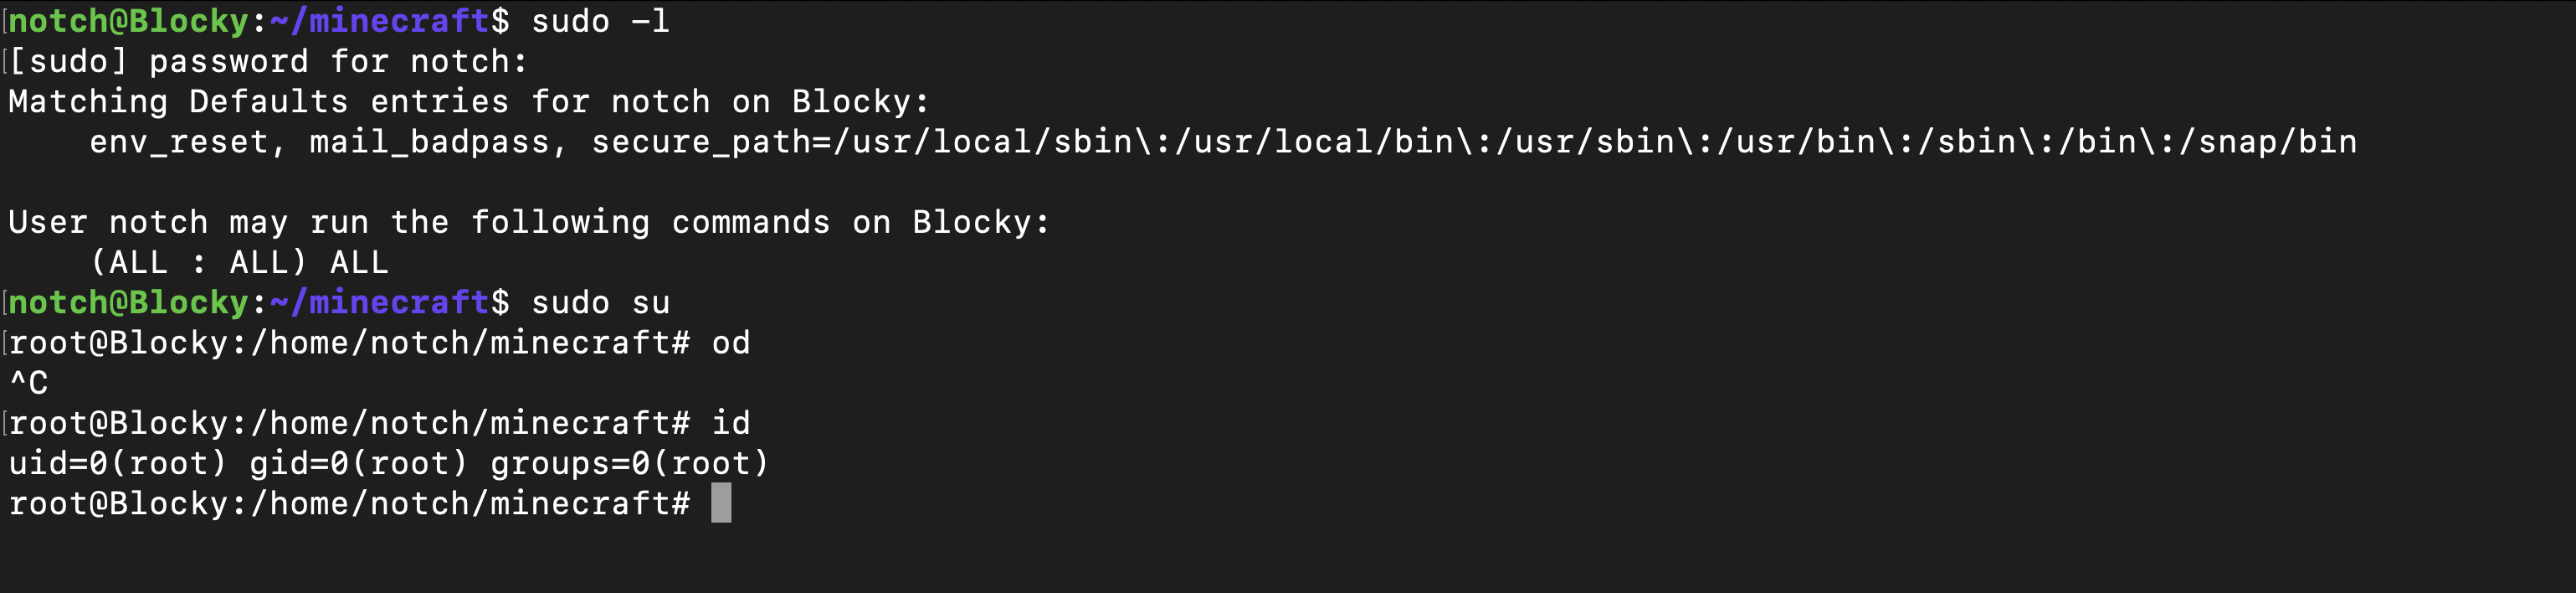 [notch@Blocky:~/minecraft$ sudo -l
[[sudo] password for notch:
Matching Defaults entries for notch on Blocky:
    env_reset, mail_badpass, secure_path=/usr/local/sbin\:/usr/local/bin\:/usr/sbin\:/usr/bin\:/sbin\:/bin\:/snap/bin

User notch may run the following commands on Blocky:
    (ALL : ALL) ALL
[notch@Blocky:~/minecraft$ sudo su
[root@Blocky:/home/notch/minecraft# od
^C
[root@Blocky:/home/notch/minecraft# id
uid=0(root) gid=0(root) groups=0(root)
root@Blocky:/home/notch/minecraft#